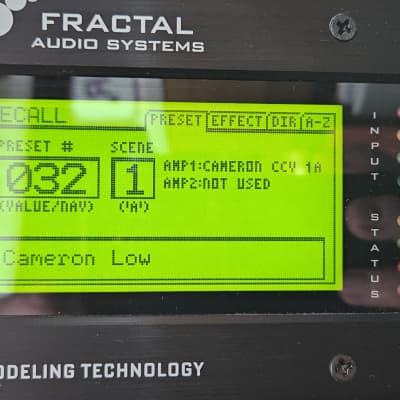 FRACTAL
AUDIO SYSTEMS
ECALL
PRESET EFFECT DIR A-Z
PRESET # SCENE
032 1
(VALUE/NAV) ('A')
AMP1:CAMERON CCV 1A
AMP2:NOT USED
Cameron Low
INPUT
STATUS
ODELING TECHNOLOGY